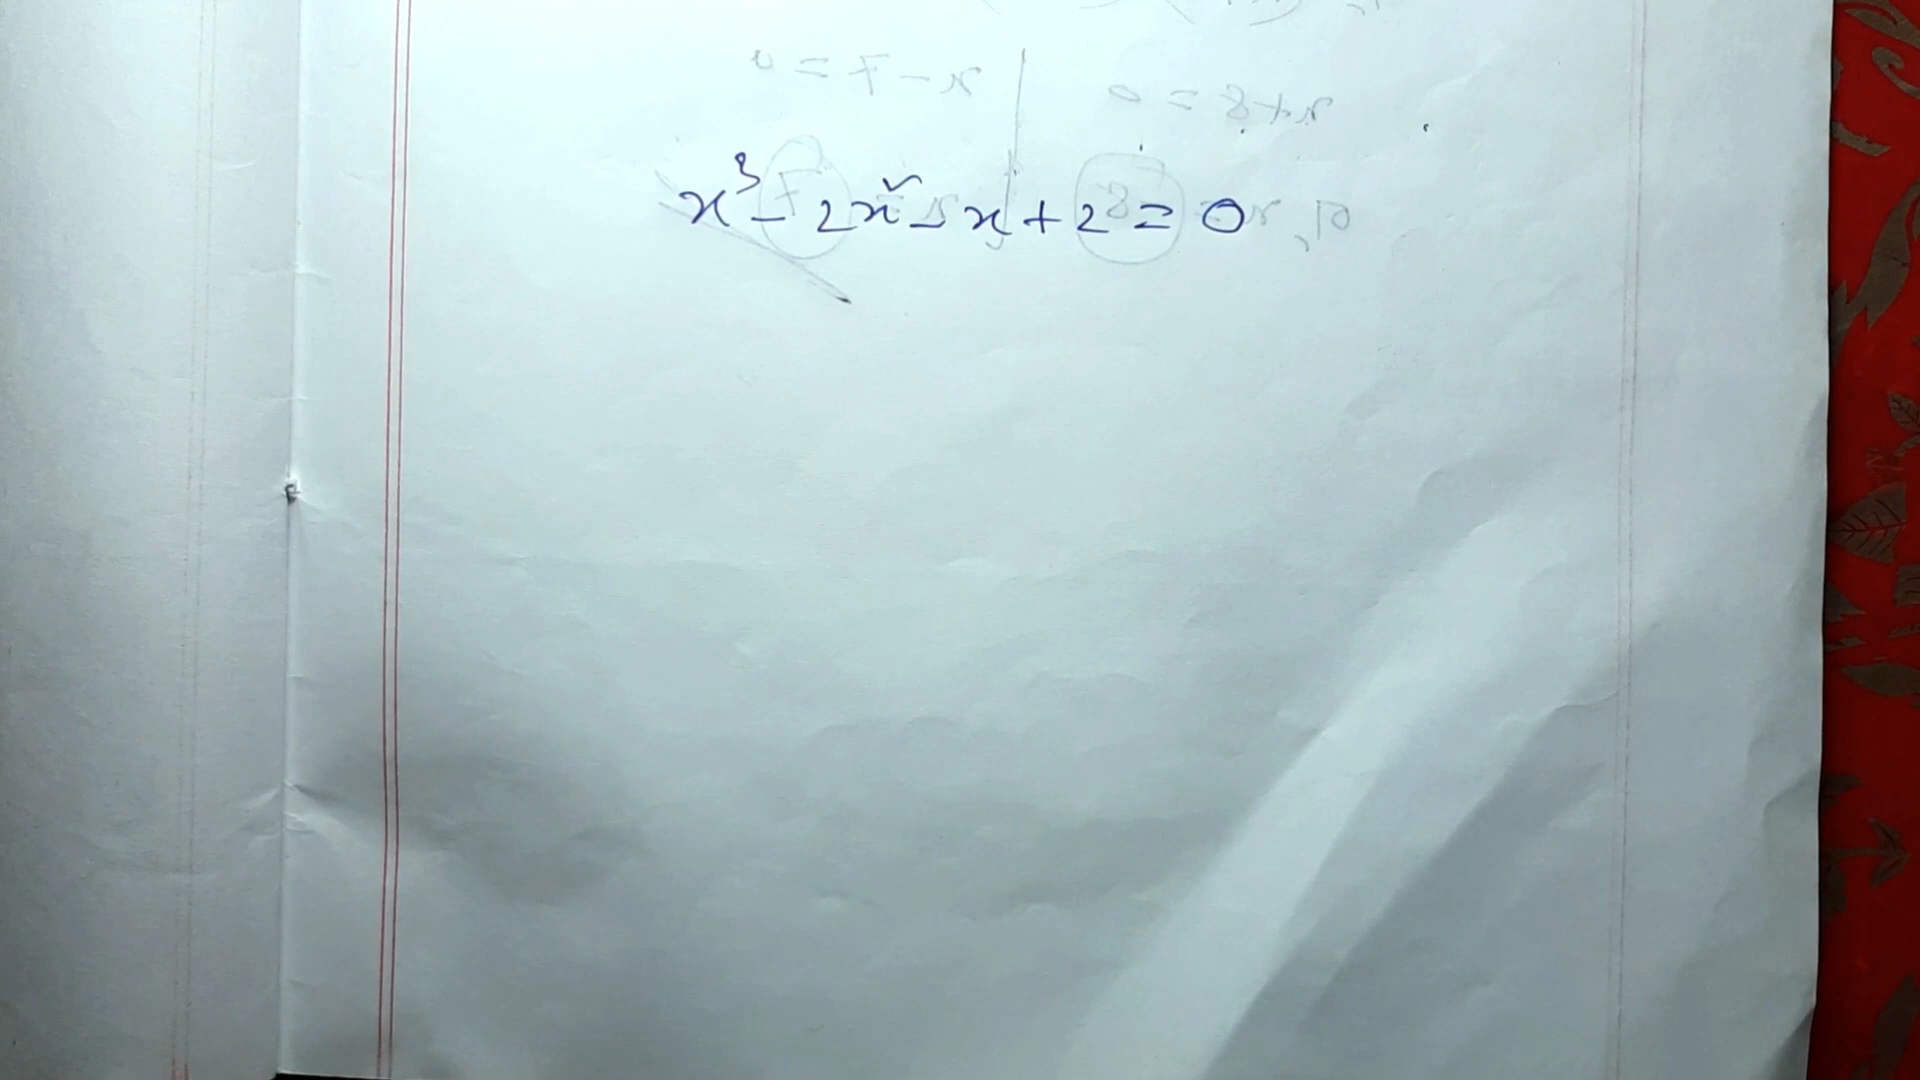 x³ - 2x² - x + 2 = 0